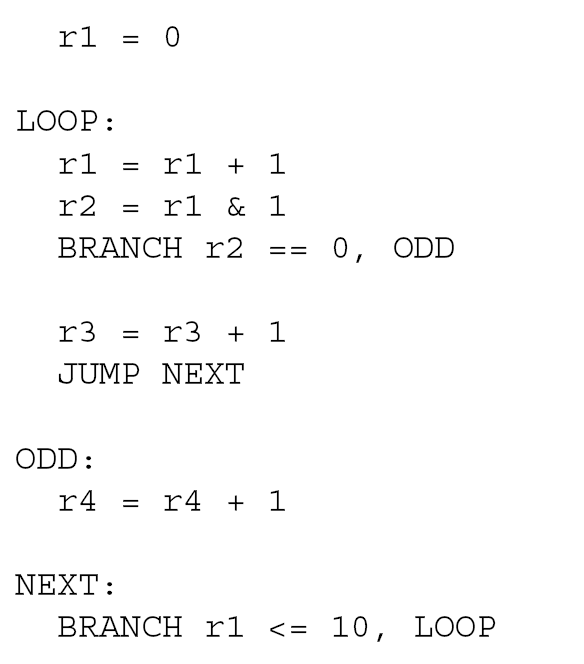 r1 = 0
LOOP:
r1 = r1 + 1
r2 = r1 & 1
BRANCH r2 == 0, ODD
r3 = r3 + 1
JUMP NEXT
ODD:
r4 = r4 + 1
NEXT:
BRANCH r1 <= 10, LOOP